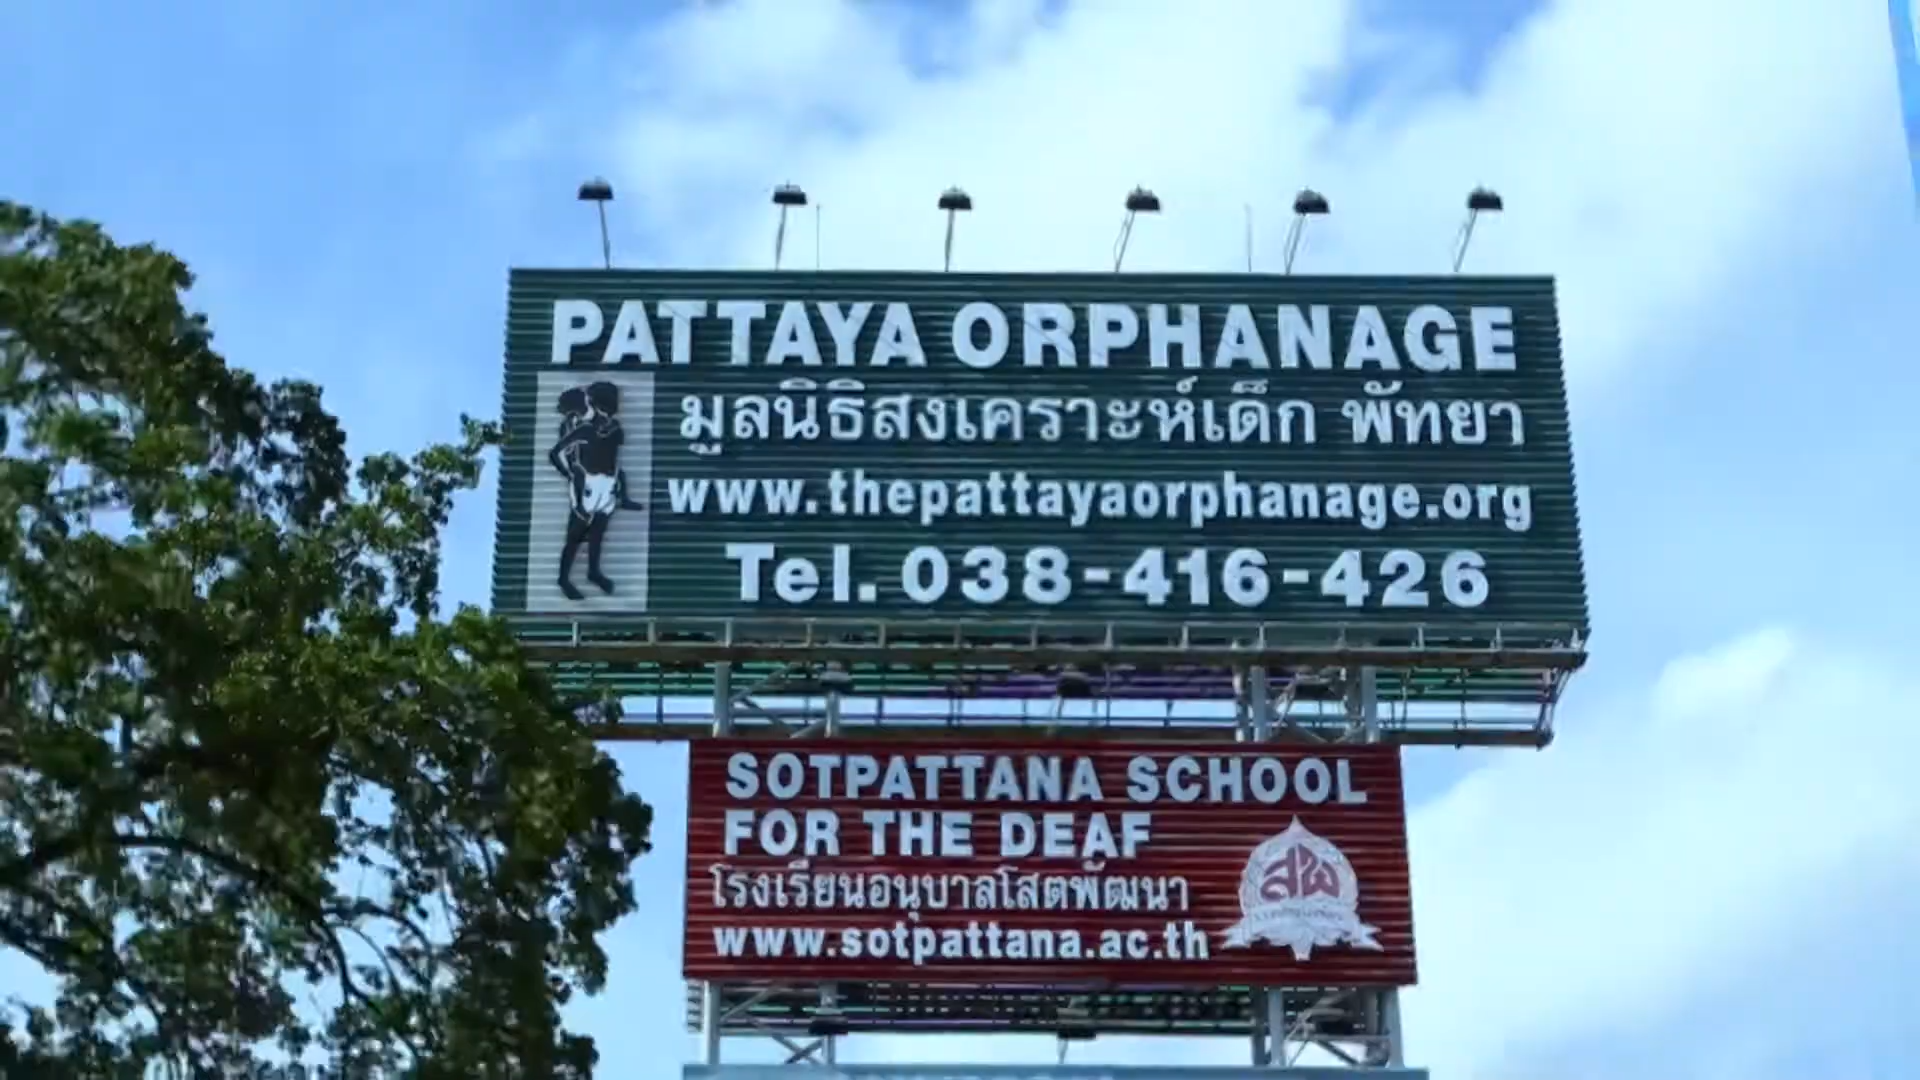 PATTAYA ORPHANAGE
มูลนิธิสงเคราะห์เด็ก พัทยา
www.thepattayaorphanage.org
Tel. 038-416-426
SOTPATTANA SCHOOL
FOR THE DEAF
โรงเรียนอนุบาลโสตพัฒนา
www.sotpattana.ac.th
สพ